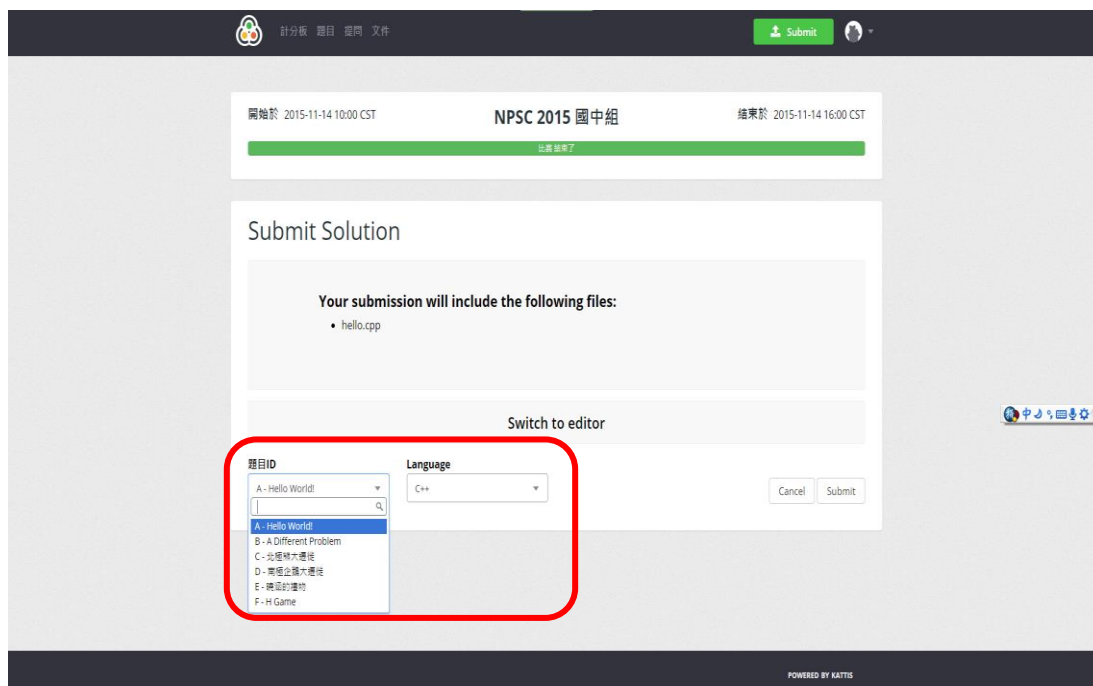 計分板 題目 提問 文件
Submit
開始於 2015-11-14 10:00 CST
NPSC 2015 國中組
結束於 2015-11-14 16:00 CST
比賽 結束了
Submit Solution
Your submission will include the following files:
• hello.cpp
Switch to editor
題目ID
Language
A - Hello World!
C++
Cancel
Submit
A - Hello World!
B - A Different Problem
C - 北極熊大遷徙
D - 南極企鵝大遷徙
E - 的禮物
F - H Game
中
POWERED BY KATTIS